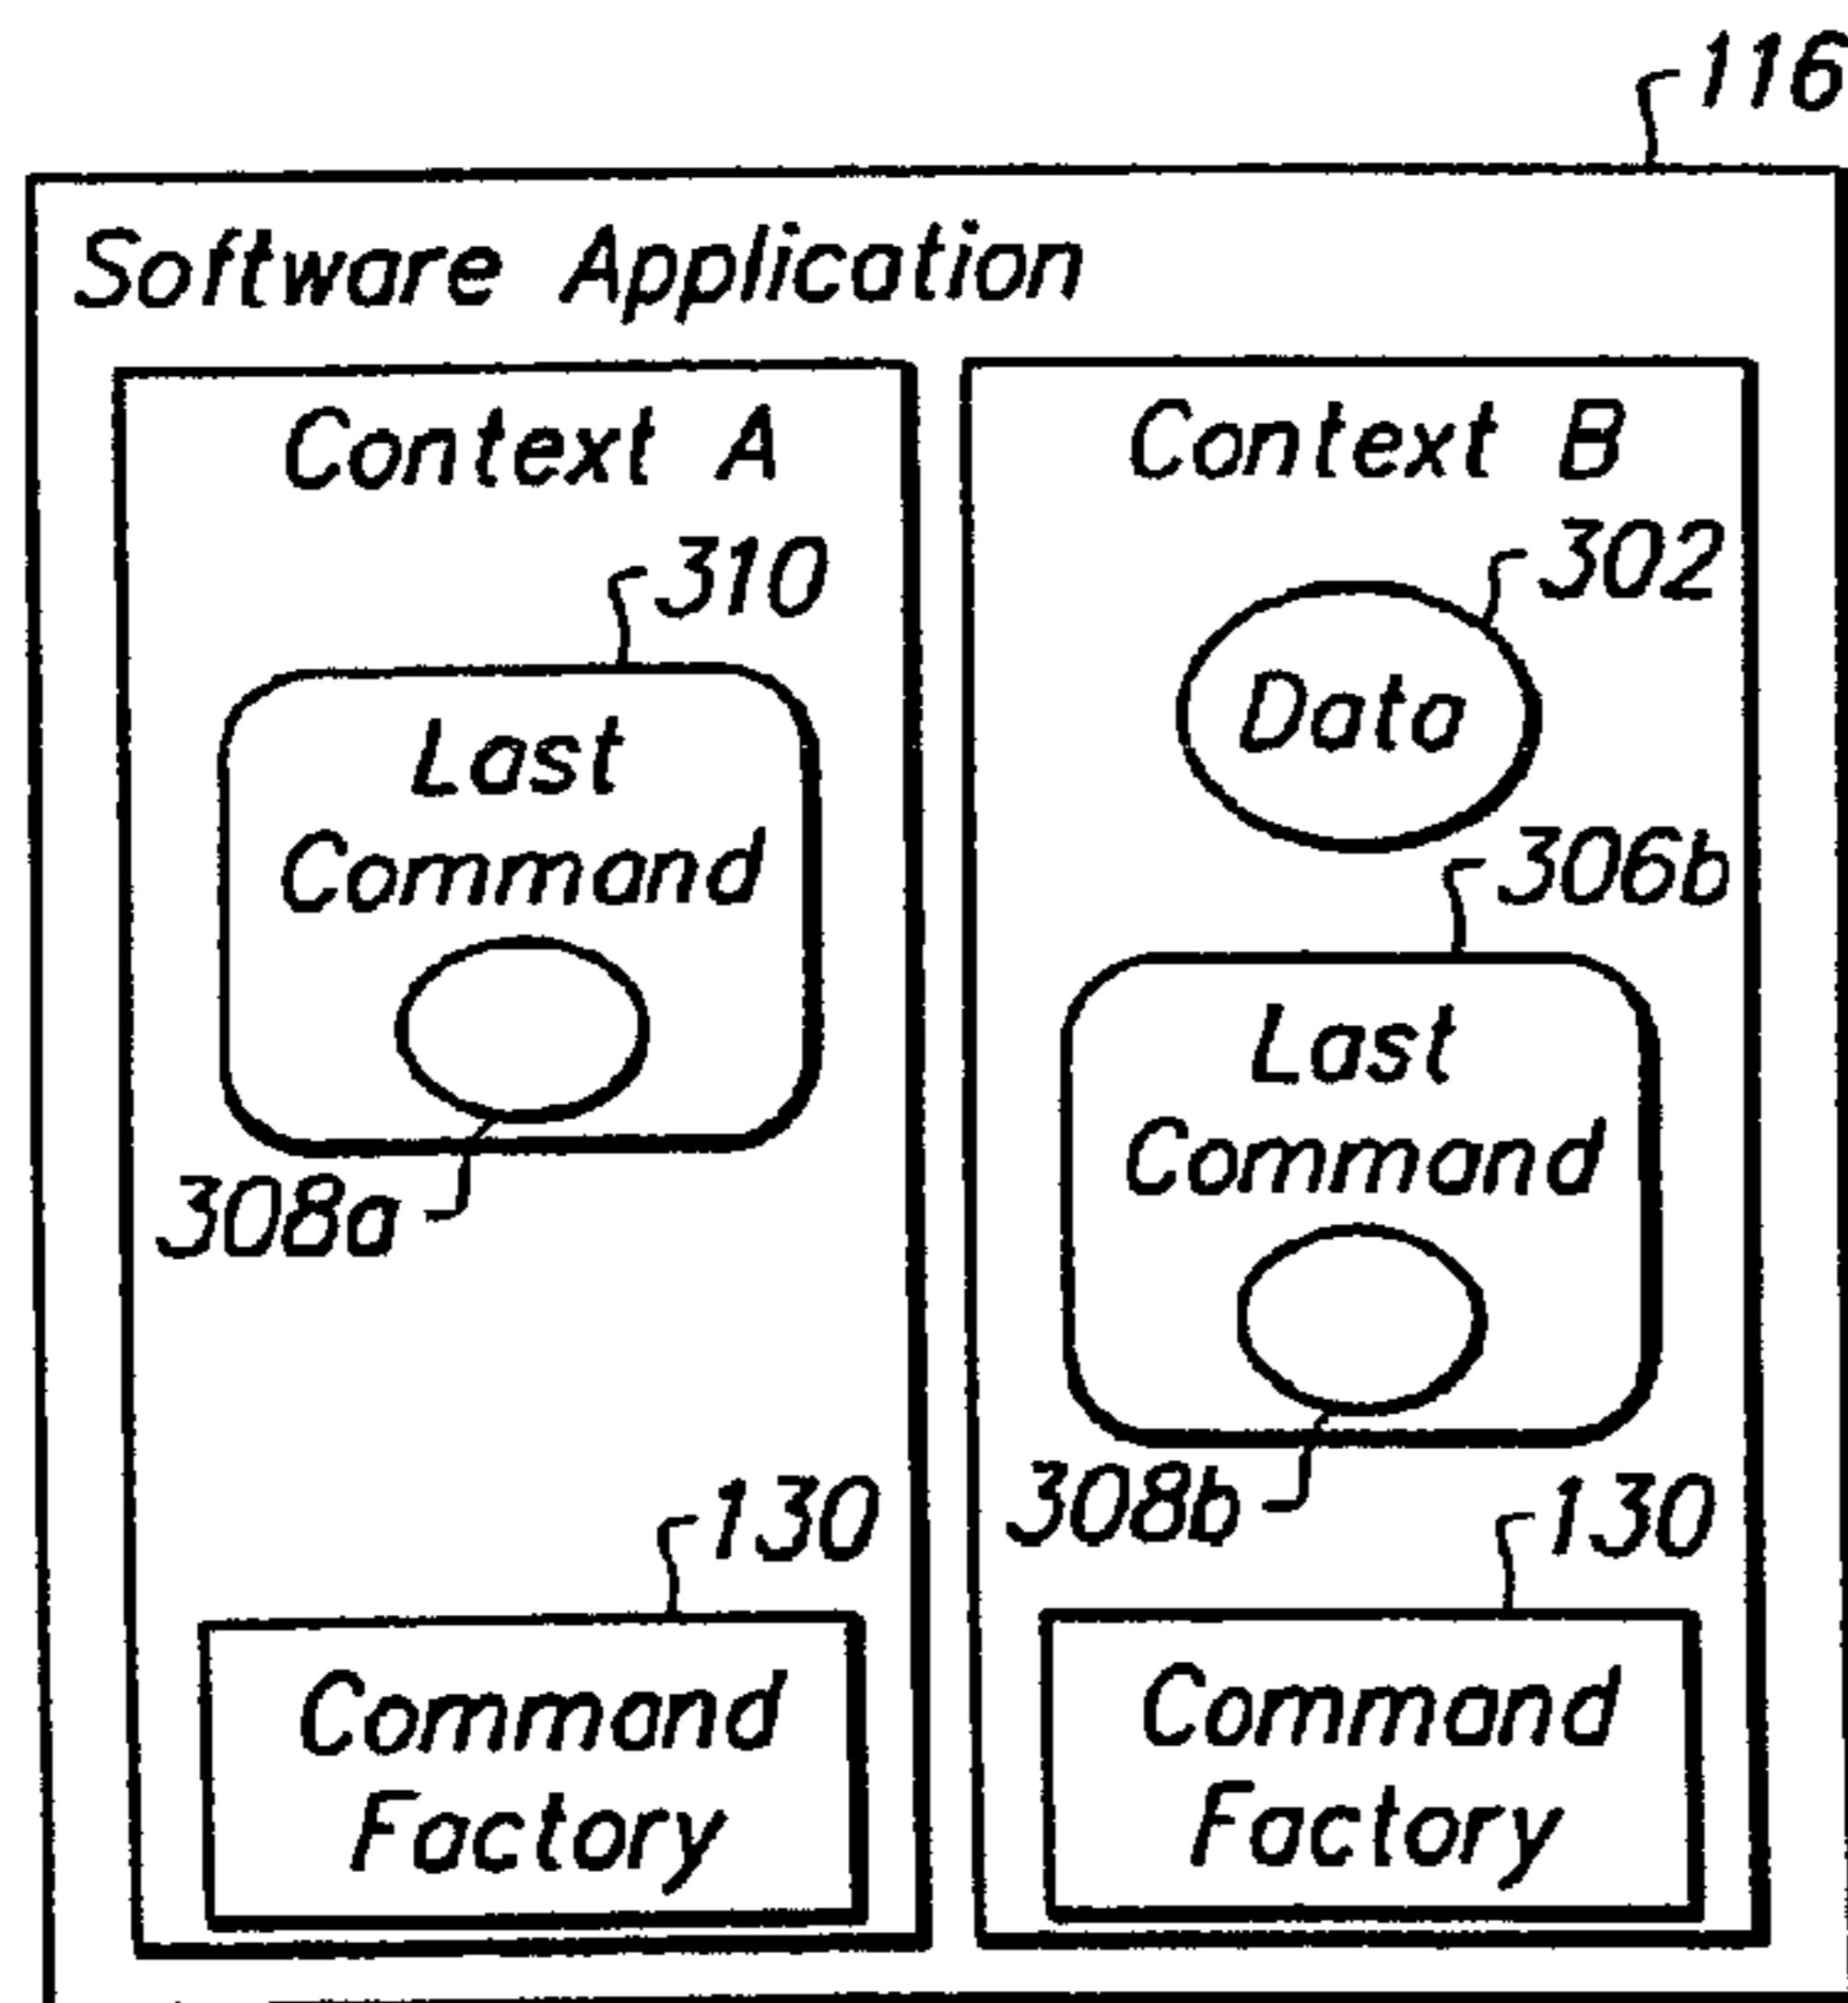 116
Software Application
Context A
310
Last
Command
308a
130
Command
Factory
Context B
302
Data
306b
Last
Command
308b
130
Command
Factory